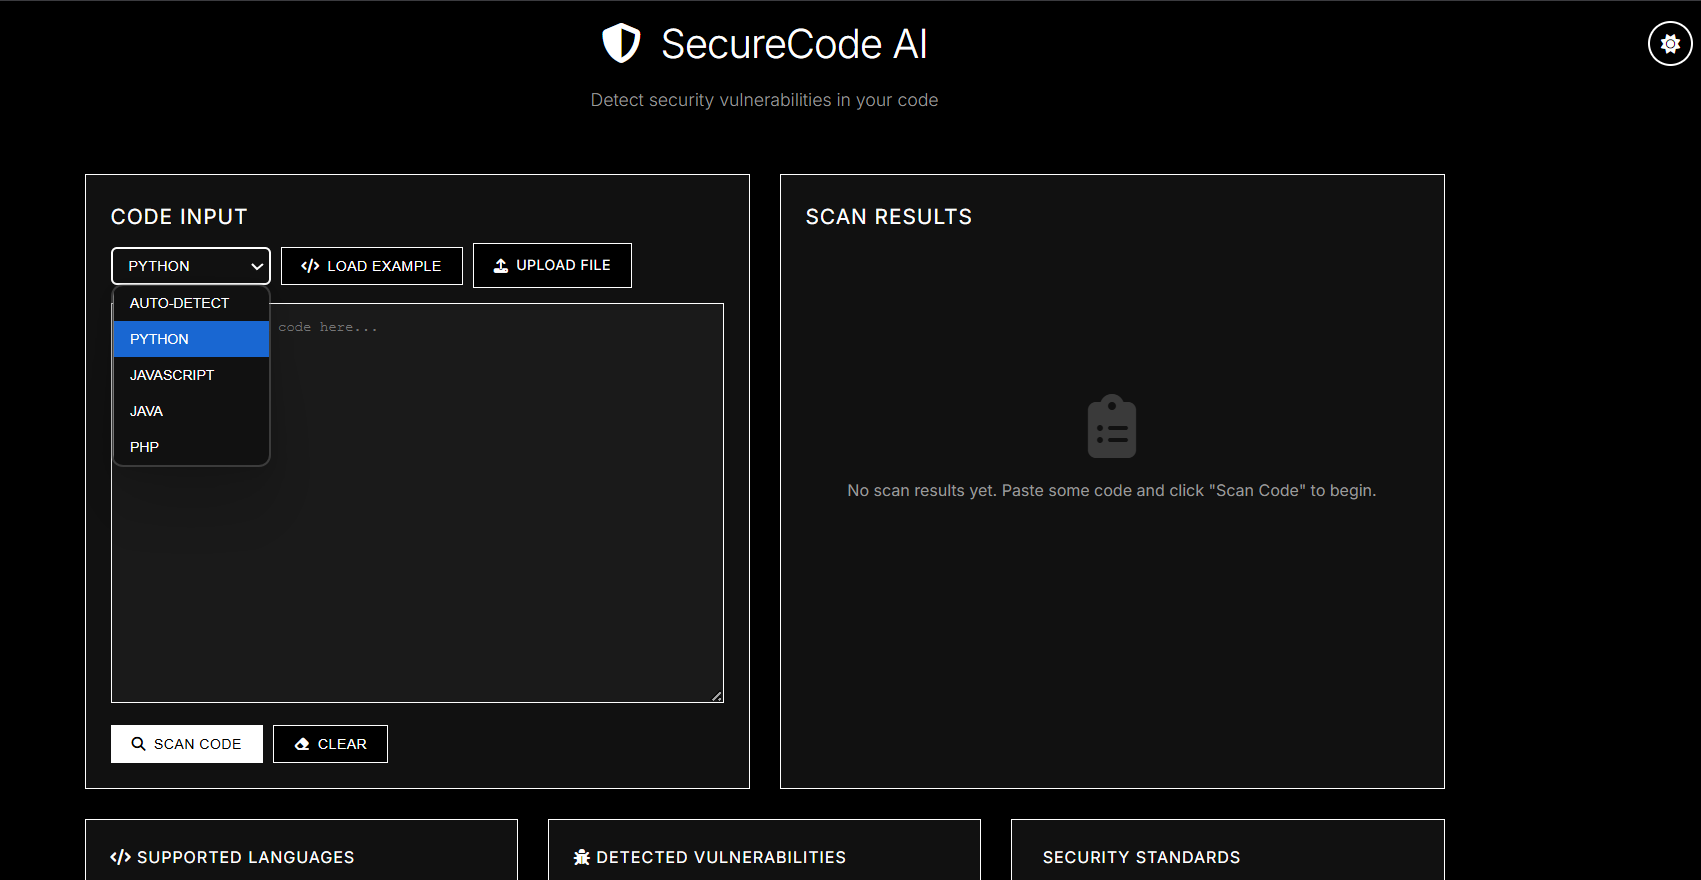 SecureCode AI
Detect security vulnerabilities in your code
CODE INPUT
PYTHON
LOAD EXAMPLE
UPLOAD FILE
AUTO-DETECT
PYTHON
JAVASCRIPT
JAVA
PHP
code here...
SCAN CODE
CLEAR
SCAN RESULTS
No scan results yet. Paste some code and click "Scan Code" to begin.
SUPPORTED LANGUAGES
DETECTED VULNERABILITIES
SECURITY STANDARDS